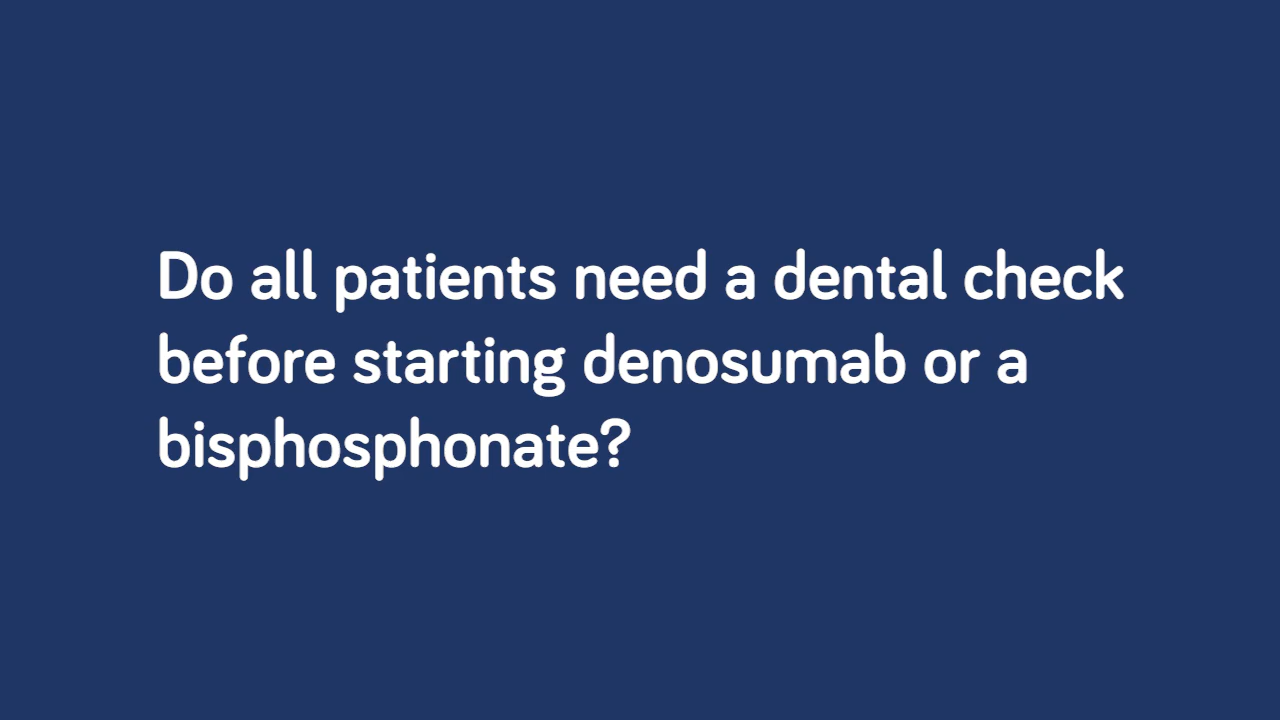 Do all patients need a dental check
before starting denosumab or a
bisphosphonate?